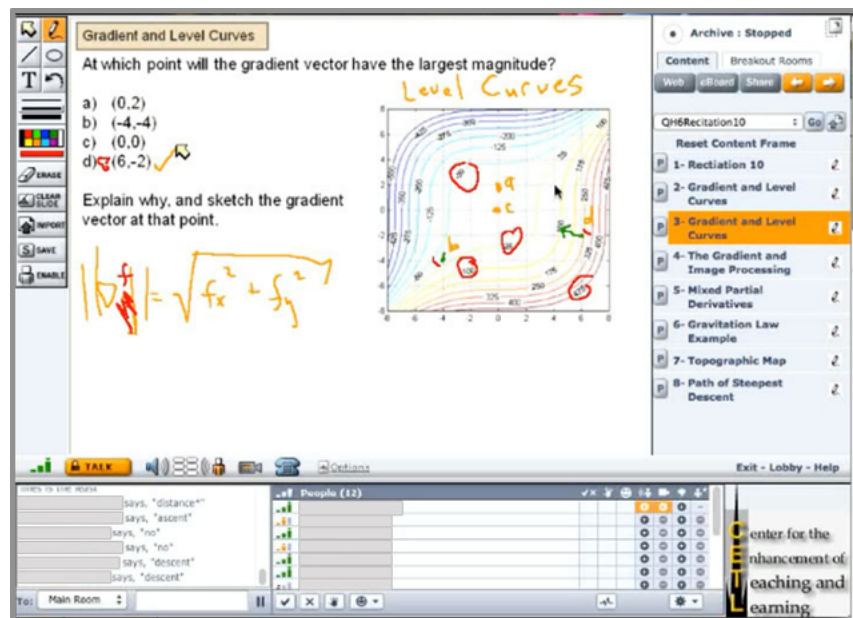 Archive : Stopped
Content Breakout Rooms
Web eBoard Share
QH6Recitation10 Go
Reset Content Frame
P 1- Rectiation 10
P 2- Gradient and Level Curves
P 3- Gradient and Level Curves
P 4- The Gradient and Image Processing
P 5- Mixed Partial Derivatives
P 6- Gravitation Law Example
P 7- Topographic Map
P 8- Path of Steepest Descent
T
ERASE
CLEAR SLIDE
IMPORT
SAVE
ENABLE
Gradient and Level Curves
At which point will the gradient vector have the largest magnitude?
Level Curves
a) (0,2)
b) (-4,-4)
c) (0,0)
d) (6,-2)
Explain why, and sketch the gradient
vector at that point.
|∇f| = √fx² + fy²
a
c
b
d
TALK
Options
Exit - Lobby - Help
says, "distance*"
says, "ascent"
says, "no"
says, "no"
says, "descent"
says, "descent"
To: Main Room
People (12)
Center for the
Enhancement of
Teaching and
Learning